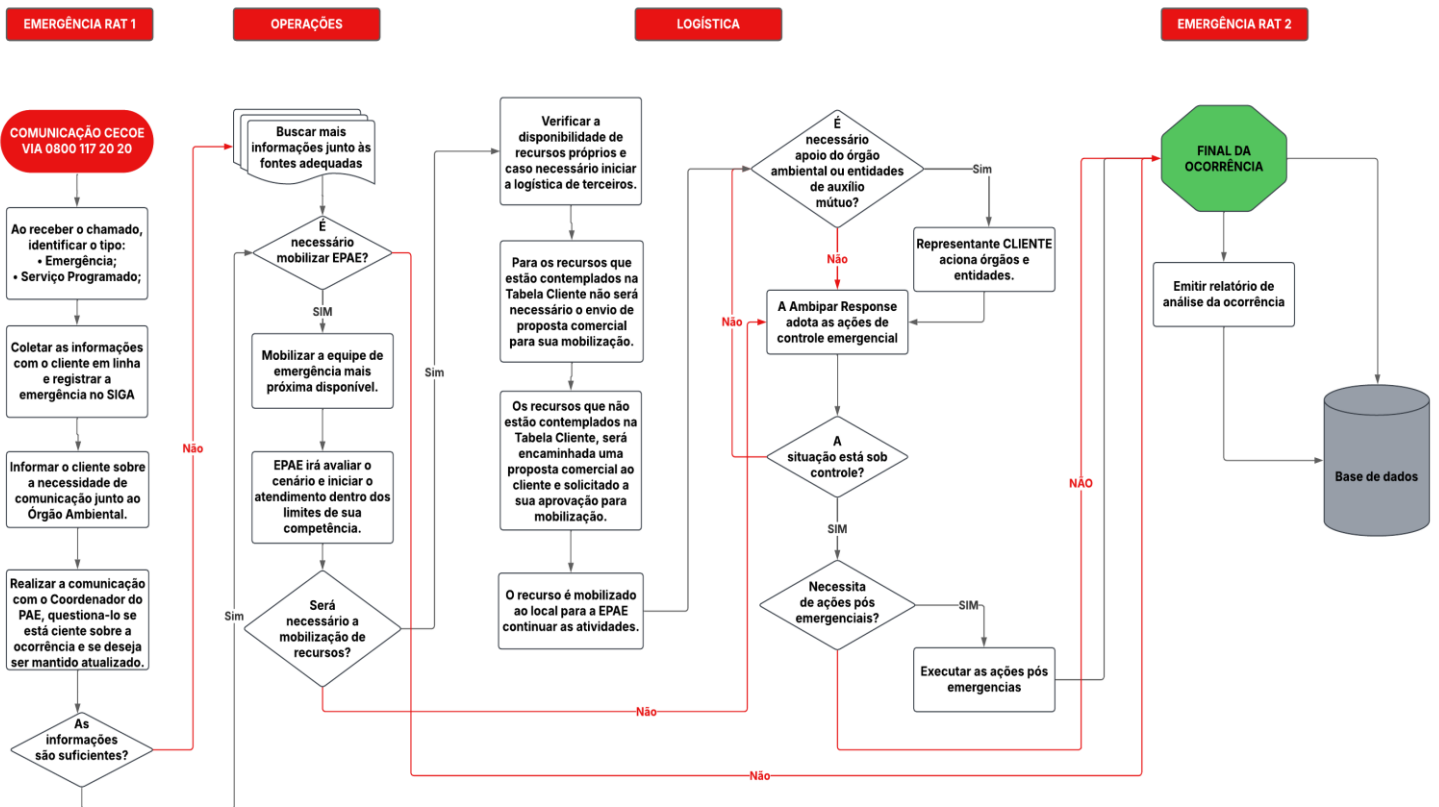 EMERGÊNCIA RAT 1
OPERAÇÕES
LOGÍSTICA
EMERGÊNCIA RAT 2
COMUNICAÇÃO CECOE
VIA 0800 117 20 20
Ao receber o chamado,
identificar o tipo:
• Emergência;
• Serviço Programado;
Coletar as informações
com o cliente em linha
e registrar a
emergência no SIGA
Informar o cliente sobre
a necessidade de
comunicação junto ao
Órgão Ambiental.
Realizar a comunicação
com o Coordenador do
PAE, questiona-lo se
está ciente sobre a
ocorrência e se deseja
ser mantido atualizado.
As
informações
são suficientes?
Não
Sim
Buscar mais
informações junto às
fontes adequadas
É
necessário
mobilizar EPAE?
SIM
Mobilizar a equipe de
emergência mais
próxima disponível.
EPAE irá avaliar o
cenário e iniciar o
atendimento dentro dos
limites de sua
competência.
Será
necessário a
mobilização de
recursos?
Sim
Não
Não
Verificar a
disponibilidade de
recursos próprios e
caso necessário iniciar
a logística de terceiros.
Para os recursos que
estão contemplados na
Tabela Cliente não será
necessário o envio de
proposta comercial
para sua mobilização.
Os recursos que não
estão contemplados na
Tabela Cliente, será
encaminhada uma
proposta comercial ao
cliente e solicitado a
sua aprovação para
mobilização.
O recurso é mobilizado
ao local para a EPAE
continuar as atividades.
É
necessário
apoio do órgão
ambiental ou entidades
de auxílio
mútuo?
Sim
Não
Representante CLIENTE
aciona órgãos e
entidades.
A Ambipar Response
adota as ações de
controle emergencial
Não
A
situação está sob
controle?
SIM
Necessita
de ações pós
emergenciais?
SIM
Executar as ações pós
emergencias
NÃO
FINAL DA
OCORRÊNCIA
Emitir relatório de
análise da ocorrência
Base de dados